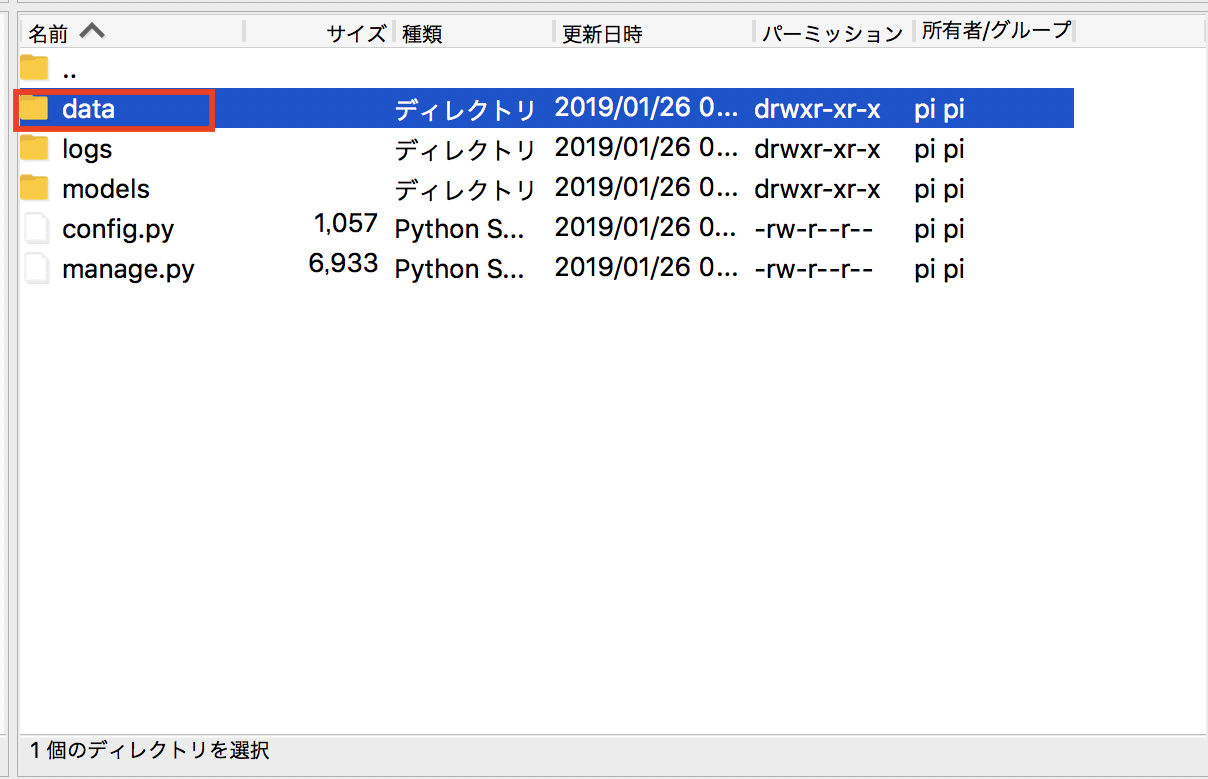 名前 サイズ 種類 更新日時 パーミッション 所有者/グループ
..
data ディレクトリ 2019/01/26 0... drwxr-xr-x pi pi
logs ディレクトリ 2019/01/26 0... drwxr-xr-x pi pi
models ディレクトリ 2019/01/26 0... drwxr-xr-x pi pi
config.py 1,057 Python S... 2019/01/26 0... -rw-r--r-- pi pi
manage.py 6,933 Python S... 2019/01/26 0... -rw-r--r-- pi pi
1 個のディレクトリを選択